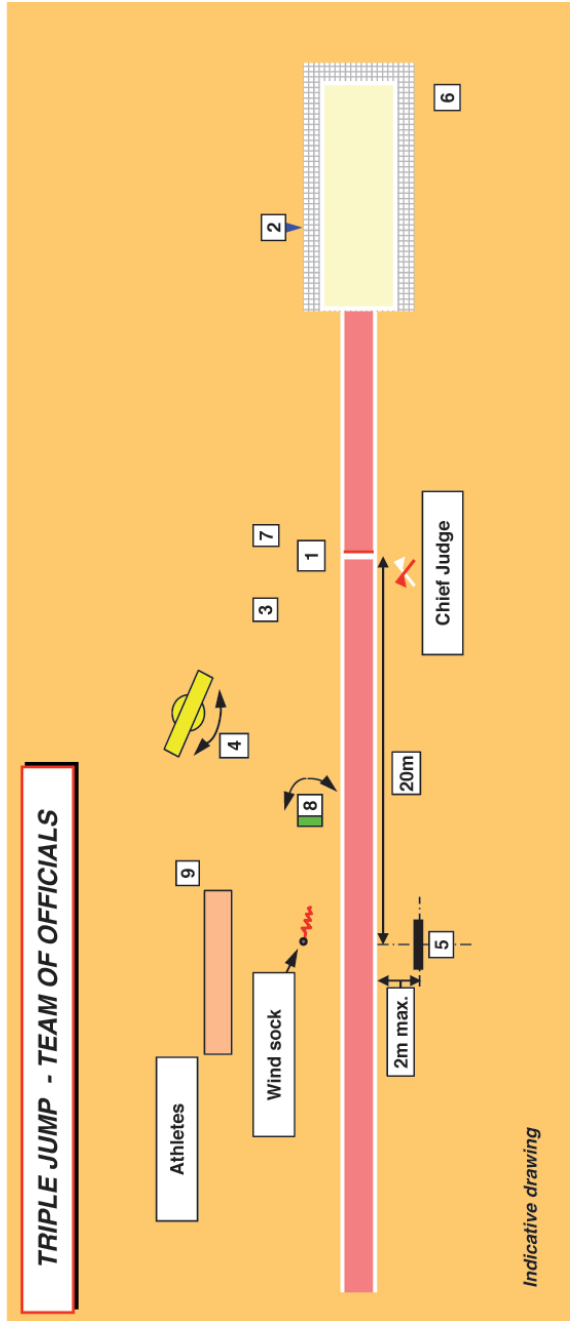 TRIPLE JUMP - TEAM OF OFFICIALS
Athletes
9
4
3
7
2
Wind sock
8
1
6
20m
2m max.
5
Chief Judge
Indicative drawing